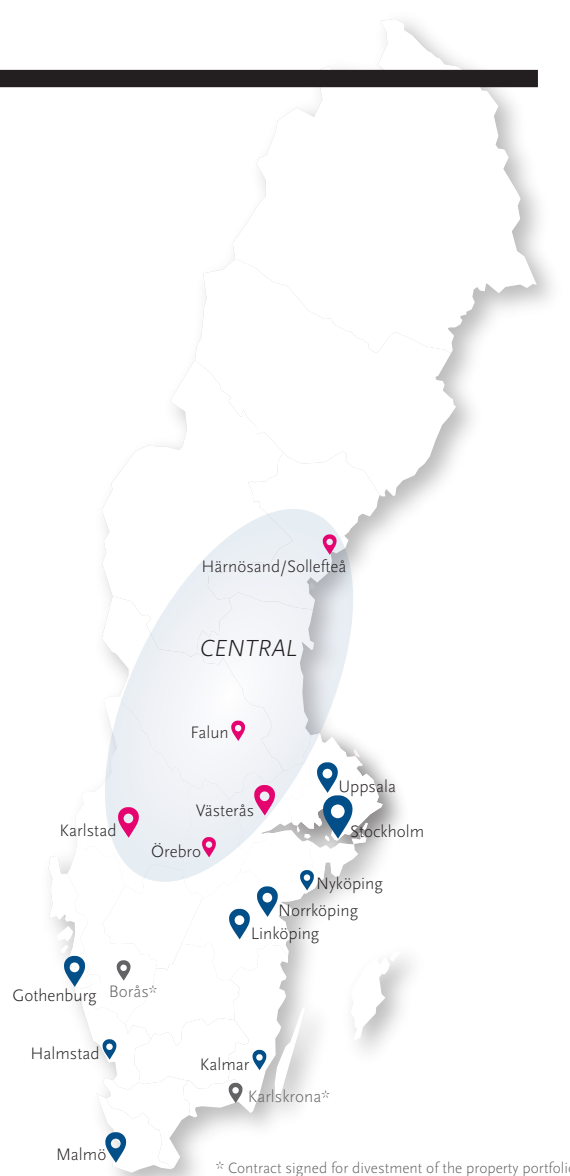 Härnösand/Sollefteå
CENTRAL
Falun
Uppsala
Västerås
Karlstad
Stockholm
Örebro
Nyköping
Norrköping
Linköping
Gothenburg
Borås*
Halmstad
Kalmar
Karlskrona*
Malmö
* Contract signed for divestment of the property